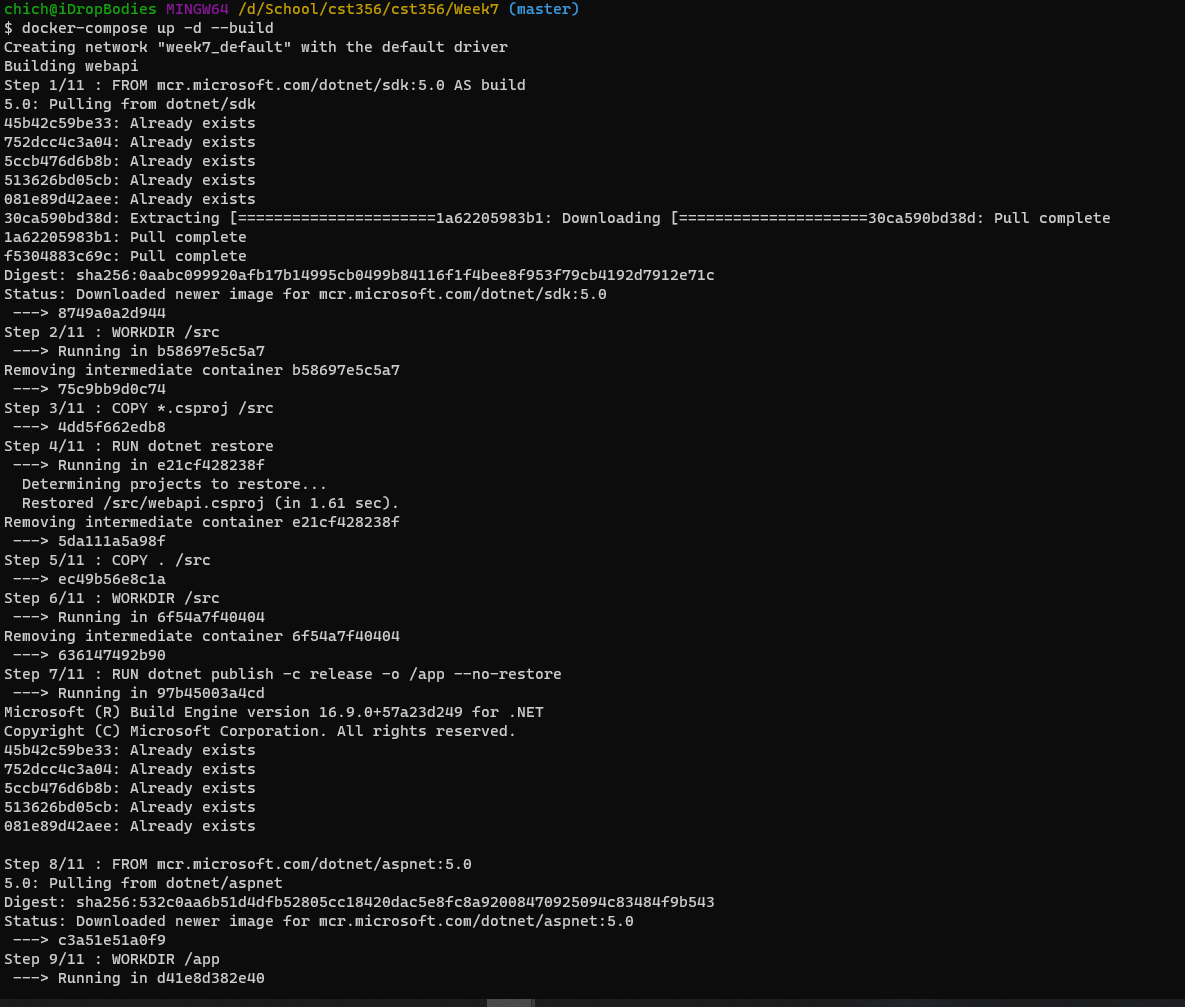 chich@iDropBodies MINGW64 /d/School/cst356/cst356/Week7 (master)
$ docker-compose up -d --build
Creating network "week7_default" with the default driver
Building webapi
Step 1/11 : FROM mcr.microsoft.com/dotnet/sdk:5.0 AS build
5.0: Pulling from dotnet/sdk
45b42c59be33: Already exists
752dcc4c3a04: Already exists
5ccb476d6b8b: Already exists
513626bd05cb: Already exists
081e89d42aee: Already exists
30ca590bd38d: Extracting [======================1a62205983b1: Downloading [=====================30ca590bd38d: Pull complete
1a62205983b1: Pull complete
f5304883c69c: Pull complete
Digest: sha256:0aabc099920afb17b14995cb0499b84116f1f4bee8f953f79cb4192d7912e71c
Status: Downloaded newer image for mcr.microsoft.com/dotnet/sdk:5.0
 ---> 8749a0a2d944
Step 2/11 : WORKDIR /src
 ---> Running in b58697e5c5a7
Removing intermediate container b58697e5c5a7
 ---> 75c9bb9d0c74
Step 3/11 : COPY *.csproj /src
 ---> 4dd5f662edb8
Step 4/11 : RUN dotnet restore
 ---> Running in e21cf428238f
  Determining projects to restore...
  Restored /src/webapi.csproj (in 1.61 sec).
Removing intermediate container e21cf428238f
 ---> 5da111a5a98f
Step 5/11 : COPY . /src
 ---> ec49b56e8c1a
Step 6/11 : WORKDIR /src
 ---> Running in 6f54a7f40404
Removing intermediate container 6f54a7f40404
 ---> 636147492b90
Step 7/11 : RUN dotnet publish -c release -o /app --no-restore
 ---> Running in 97b45003a4cd
Microsoft (R) Build Engine version 16.9.0+57a23d249 for .NET
Copyright (C) Microsoft Corporation. All rights reserved.
45b42c59be33: Already exists
752dcc4c3a04: Already exists
5ccb476d6b8b: Already exists
513626bd05cb: Already exists
081e89d42aee: Already exists

Step 8/11 : FROM mcr.microsoft.com/dotnet/aspnet:5.0
5.0: Pulling from dotnet/aspnet
Digest: sha256:532c0aa6b51d4dfb52805cc18420dac5e8fc8a92008470925094c83484f9b543
Status: Downloaded newer image for mcr.microsoft.com/dotnet/aspnet:5.0
 ---> c3a51e51a0f9
Step 9/11 : WORKDIR /app
 ---> Running in d41e8d382e40